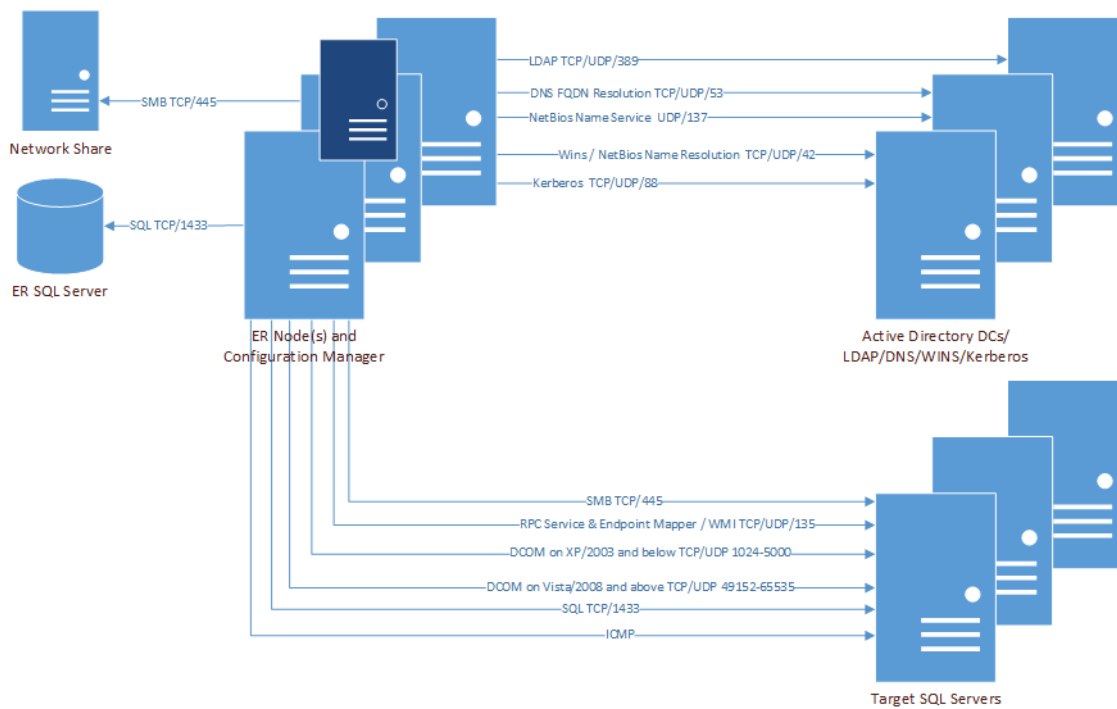 LDAP TCP/UDP/389
DNS FQDN Resolution TCP/UDP/53
SMB TCP/445
NetBios Name Service UDP/137
Network Share
Wins / NetBios Name Resolution TCP/UDP/42
Kerberos TCP/UDP/88
SQL TCP/1433
ER SQL Server
ER Node(s) and
Configuration Manager
Active Directory DCs/
LDAP/DNS/WINS/Kerberos
SMB TCP/445
RPC Service & Endpoint Mapper / WMI TCP/UDP/135
DCOM on XP/2003 and below TCP/UDP 1024-5000
DCOM on Vista/2008 and above TCP/UDP 49152-65535
SQL TCP/1433
ICMP
Target SQL Servers